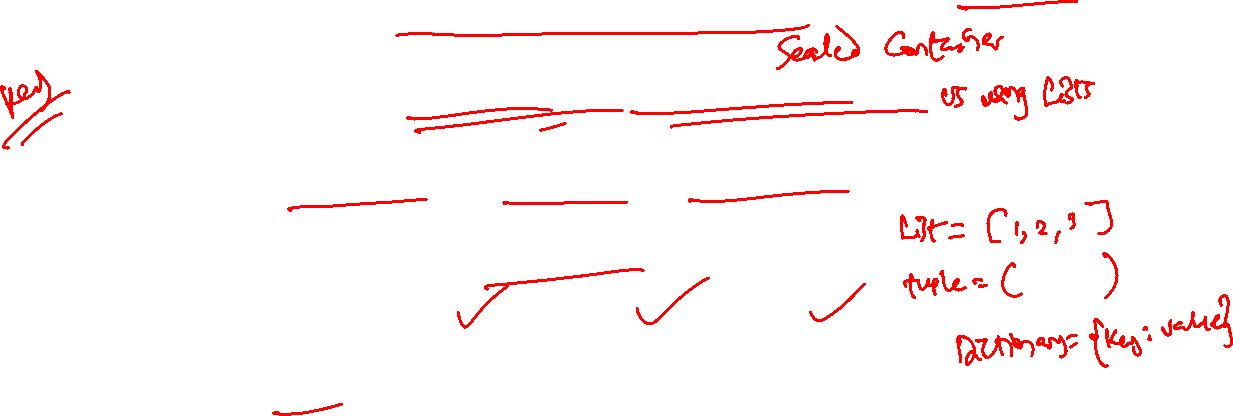 Sealed Container
vs using Lists
List = [1, 2, 3]
tuple = ( )
Dictionary = {Key: value}